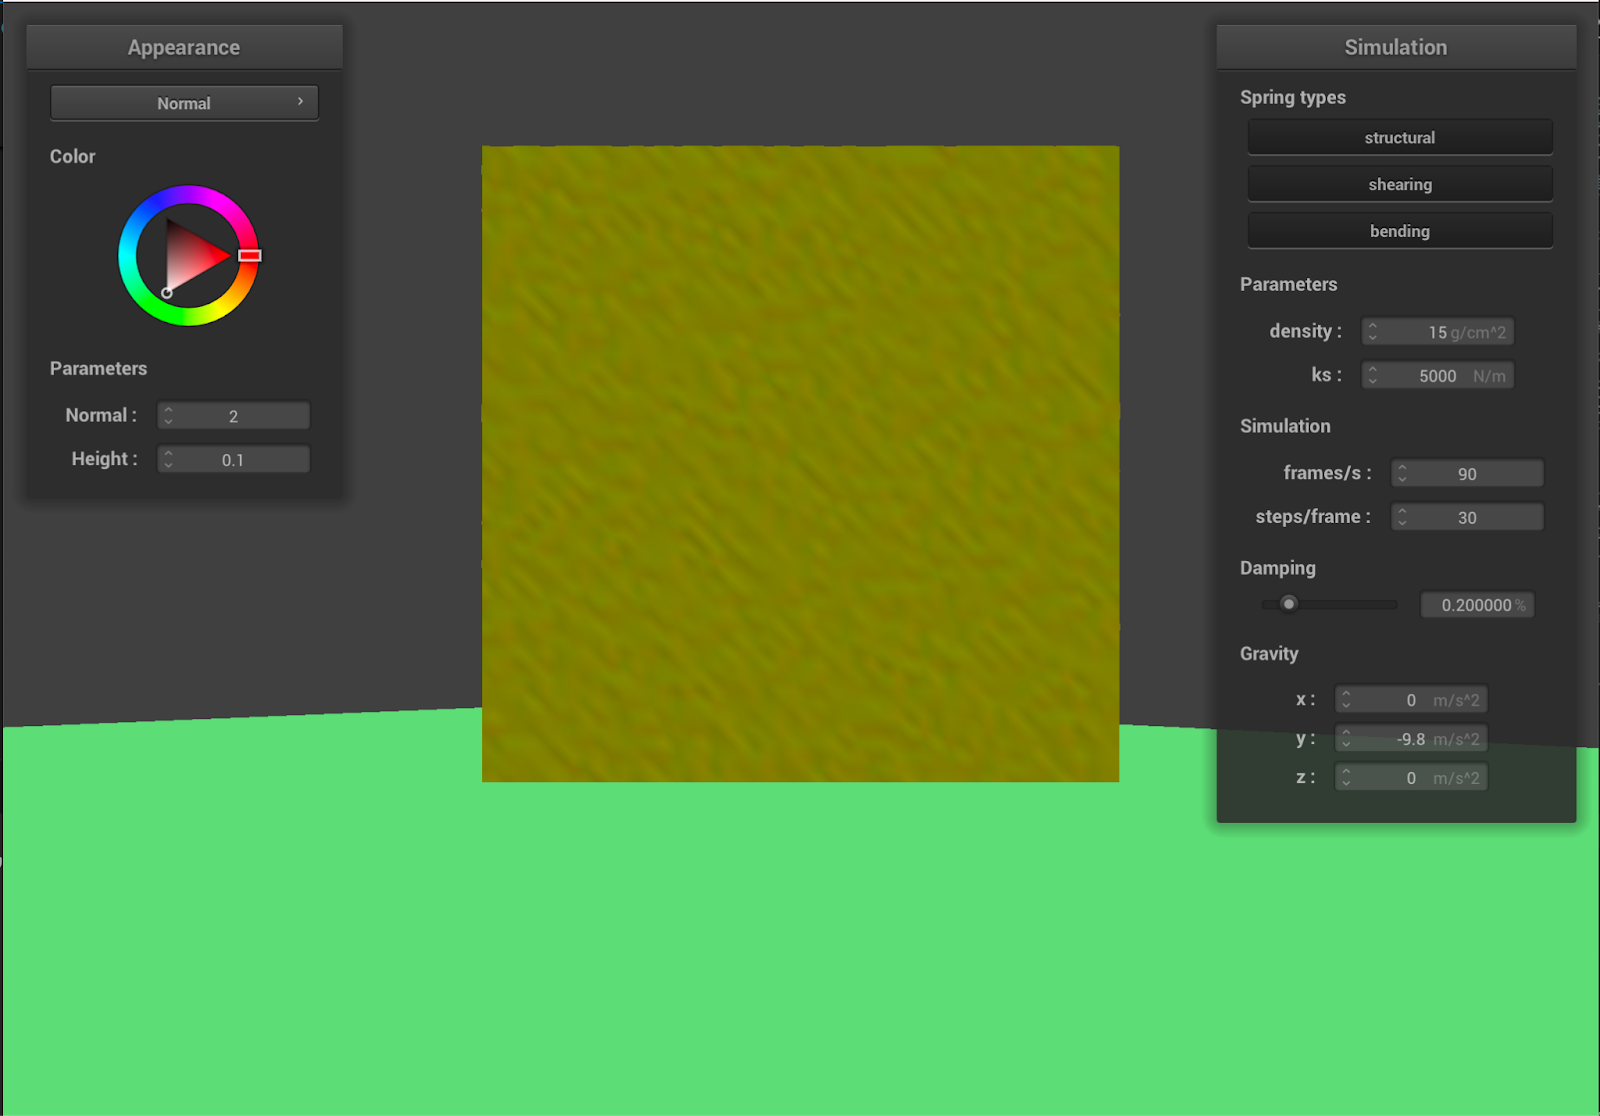 Appearance
Normal
Color
Parameters
Normal : 2
Height : 0.1
Simulation
Spring types
structural
shearing
bending
Parameters
density : 15 g/cm^2
ks : 5000 N/m
Simulation
frames/s : 90
steps/frame : 30
Damping
0.200000 %
Gravity
x : 0 m/s^2
y : -9.8 m/s^2
z : 0 m/s^2